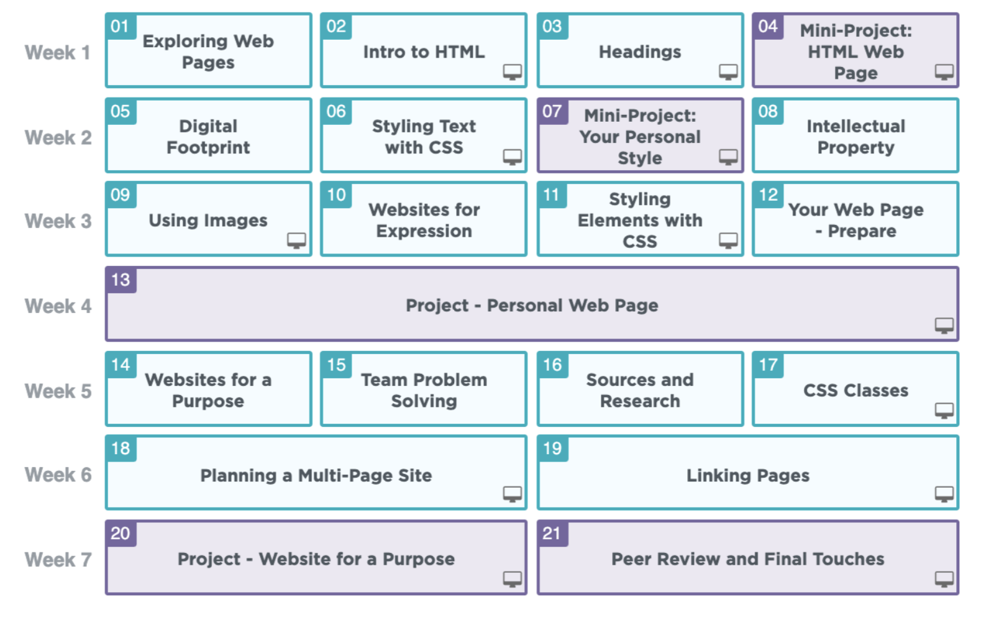 Week 1
01
Exploring Web
Pages
02
Intro to HTML
03
Headings
04
Mini-Project:
HTML Web
Page
Week 2
05
Digital
Footprint
06
Styling Text
with CSS
07
Mini-Project:
Your Personal
Style
08
Intellectual
Property
Week 3
09
Using Images
10
Websites for
Expression
11
Styling
Elements with
CSS
12
Your Web Page
- Prepare
Week 4
13
Project - Personal Web Page
Week 5
14
Websites for a
Purpose
15
Team Problem
Solving
16
Sources and
Research
17
CSS Classes
Week 6
18
Planning a Multi-Page Site
19
Linking Pages
Week 7
20
Project - Website for a Purpose
21
Peer Review and Final Touches